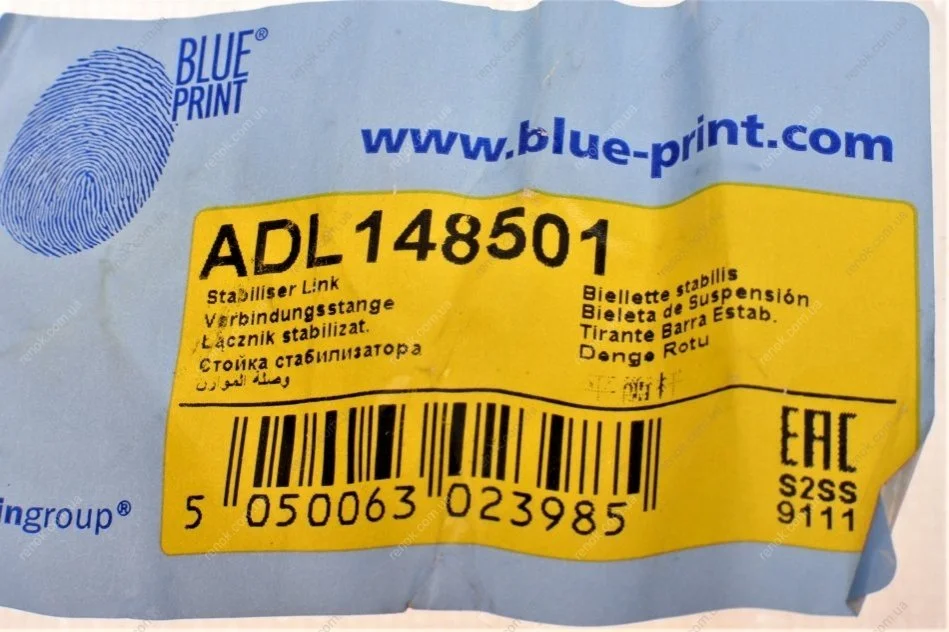 BLUE
PRINT®
www.blue-print.com
ADL148501
Stabiliser Link
Verbindungsstange
Łącznik stabilizat.
Стойка стабилизатора
وصلة الموازن
Biellette stabilis
Bieleta de Suspensión
Tirante Barra Estab.
Denge Rotu
EAC
S2SS
9111
5 050063 023985
ingroup®